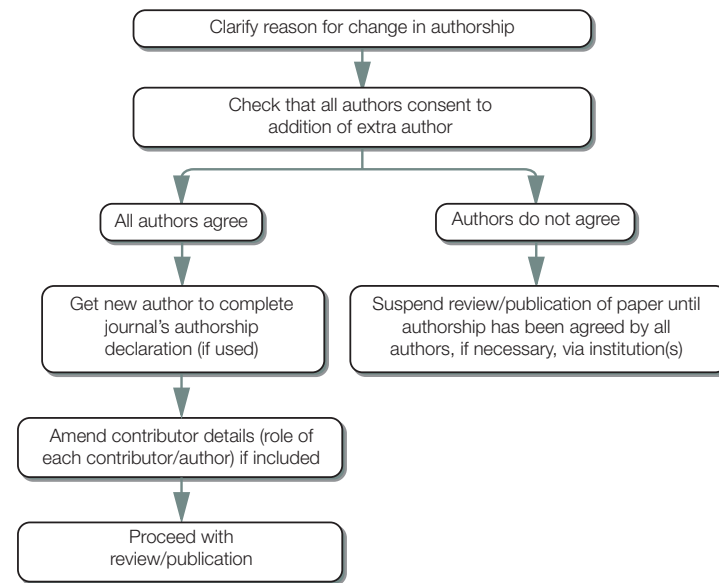 Clarify reason for change in authorship
Check that all authors consent to
addition of extra author
All authors agree
Authors do not agree
Get new author to complete
journal's authorship
declaration (if used)
Suspend review/publication of paper until
authorship has been agreed by all
authors, if necessary, via institution(s)
Amend contributor details (role of
each contributor/author) if included
Proceed with
review/publication